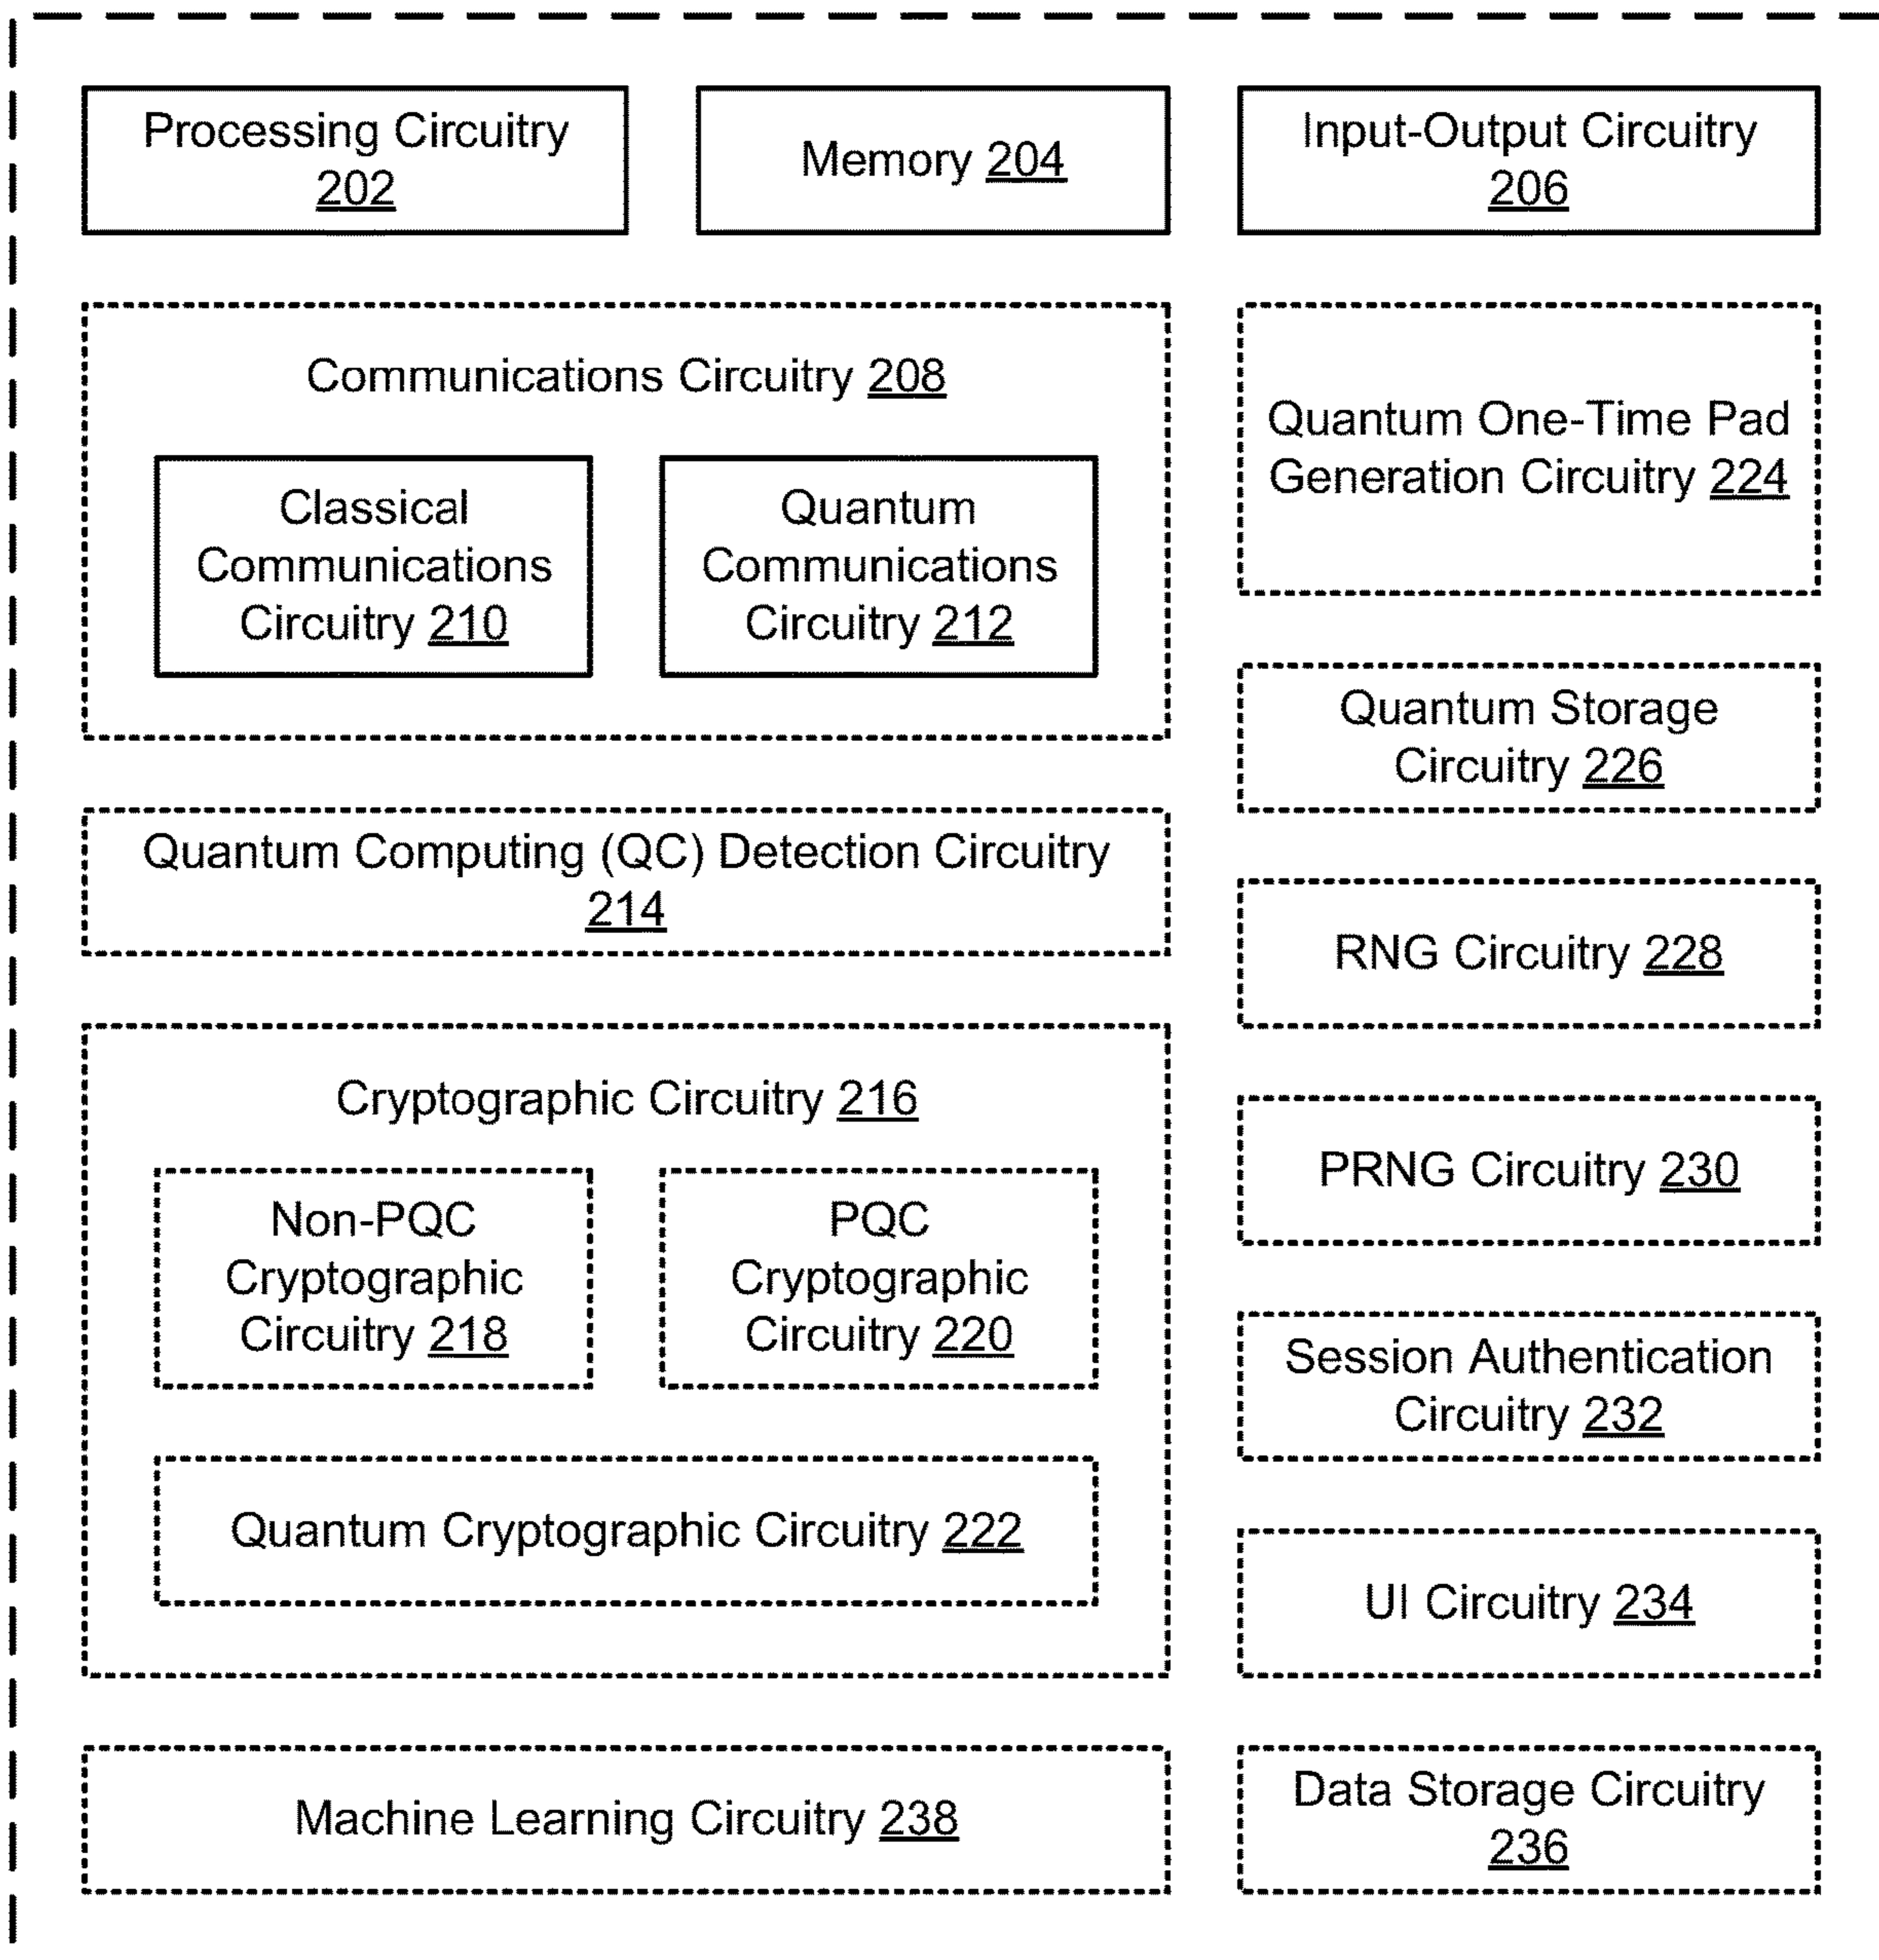 Processing Circuitry
202
Memory 204
Input-Output Circuitry
206
Communications Circuitry 208
Classical
Communications
Circuitry 210
Quantum
Communications
Circuitry 212
Quantum One-Time Pad
Generation Circuitry 224
Quantum Storage
Circuitry 226
Quantum Computing (QC) Detection Circuitry
214
RNG Circuitry 228
Cryptographic Circuitry 216
Non-PQC
Cryptographic
Circuitry 218
PQC
Cryptographic
Circuitry 220
Quantum Cryptographic Circuitry 222
PRNG Circuitry 230
Session Authentication
Circuitry 232
UI Circuitry 234
Machine Learning Circuitry 238
Data Storage Circuitry
236